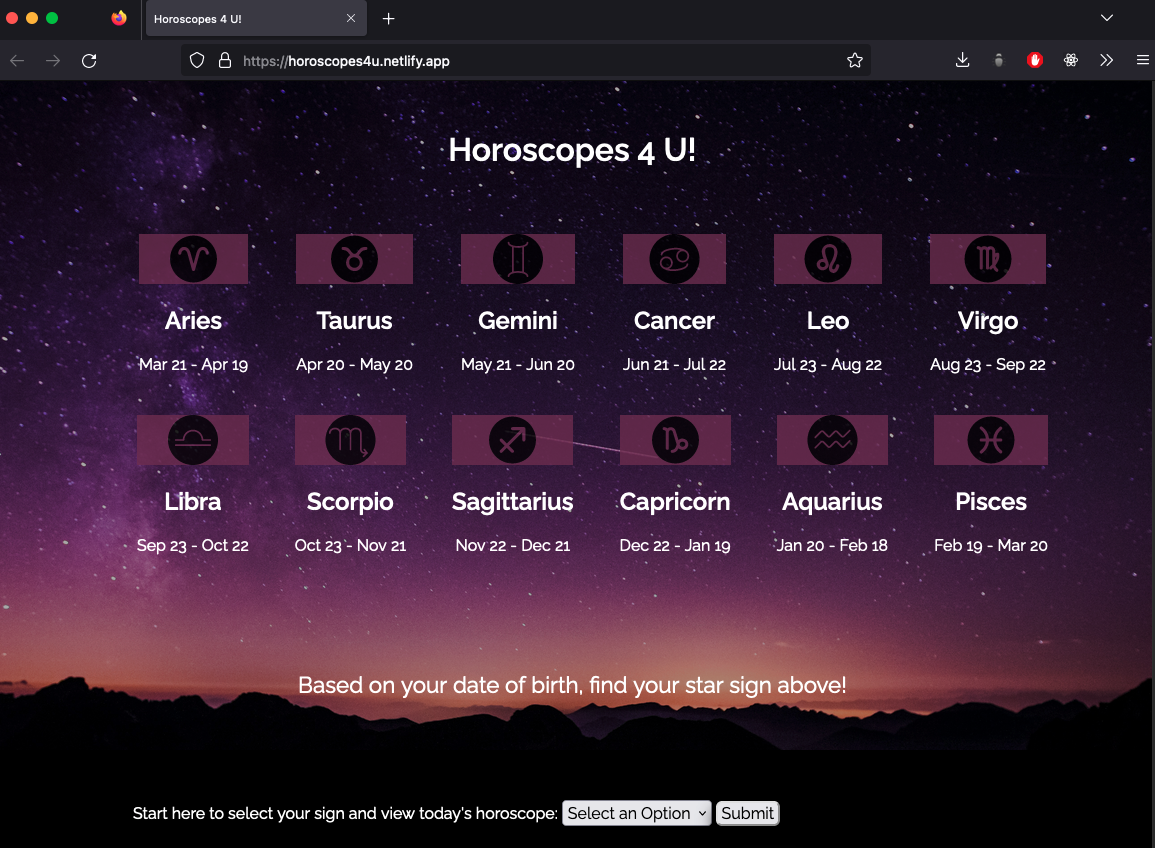 Horoscopes 4 U!
https://horoscopes4u.netlify.app
Horoscopes 4 U!
Aries Taurus Gemini Cancer Leo Virgo
Mar 21 - Apr 19 Apr 20 - May 20 May 21 - Jun 20 Jun 21 - Jul 22 Jul 23 - Aug 22 Aug 23 - Sep 22
Libra Scorpio Sagittarius Capricorn Aquarius Pisces
Sep 23 - Oct 22 Oct 23 - Nov 21 Nov 22 - Dec 21 Dec 22 - Jan 19 Jan 20 - Feb 18 Feb 19 - Mar 20
Based on your date of birth, find your star sign above!
Start here to select your sign and view today's horoscope: Select an Option Submit